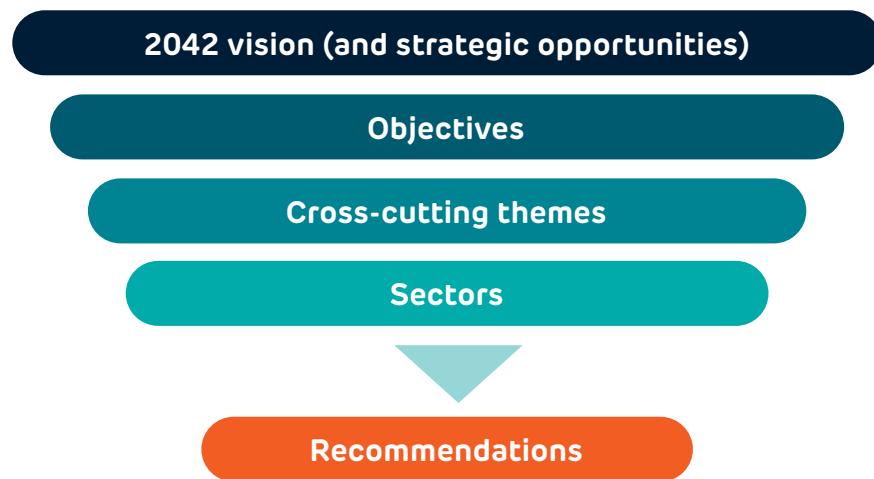 2042 vision (and strategic opportunities)
Objectives
Cross-cutting themes
Sectors
Recommendations